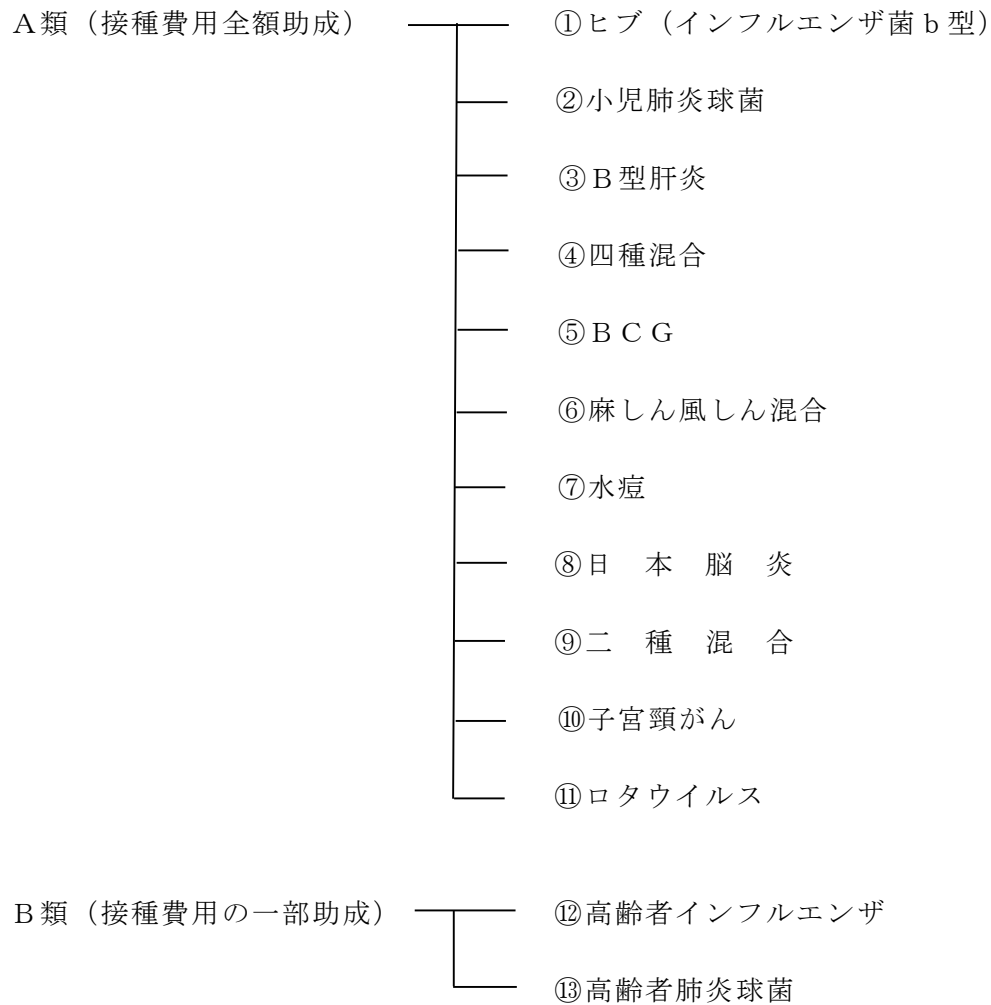 A類（接種費用全額助成） ①ヒブ（インフルエンザ菌ｂ型）
②小児肺炎球菌
③Ｂ型肝炎
④四種混合
⑤ＢＣＧ
⑥麻しん風しん混合
⑦水痘
⑧日　本　脳　炎
⑨二　種　混　合
⑩子宮頸がん
⑪ロタウイルス
Ｂ類（接種費用の一部助成） ⑫高齢者インフルエンザ
⑬高齢者肺炎球菌